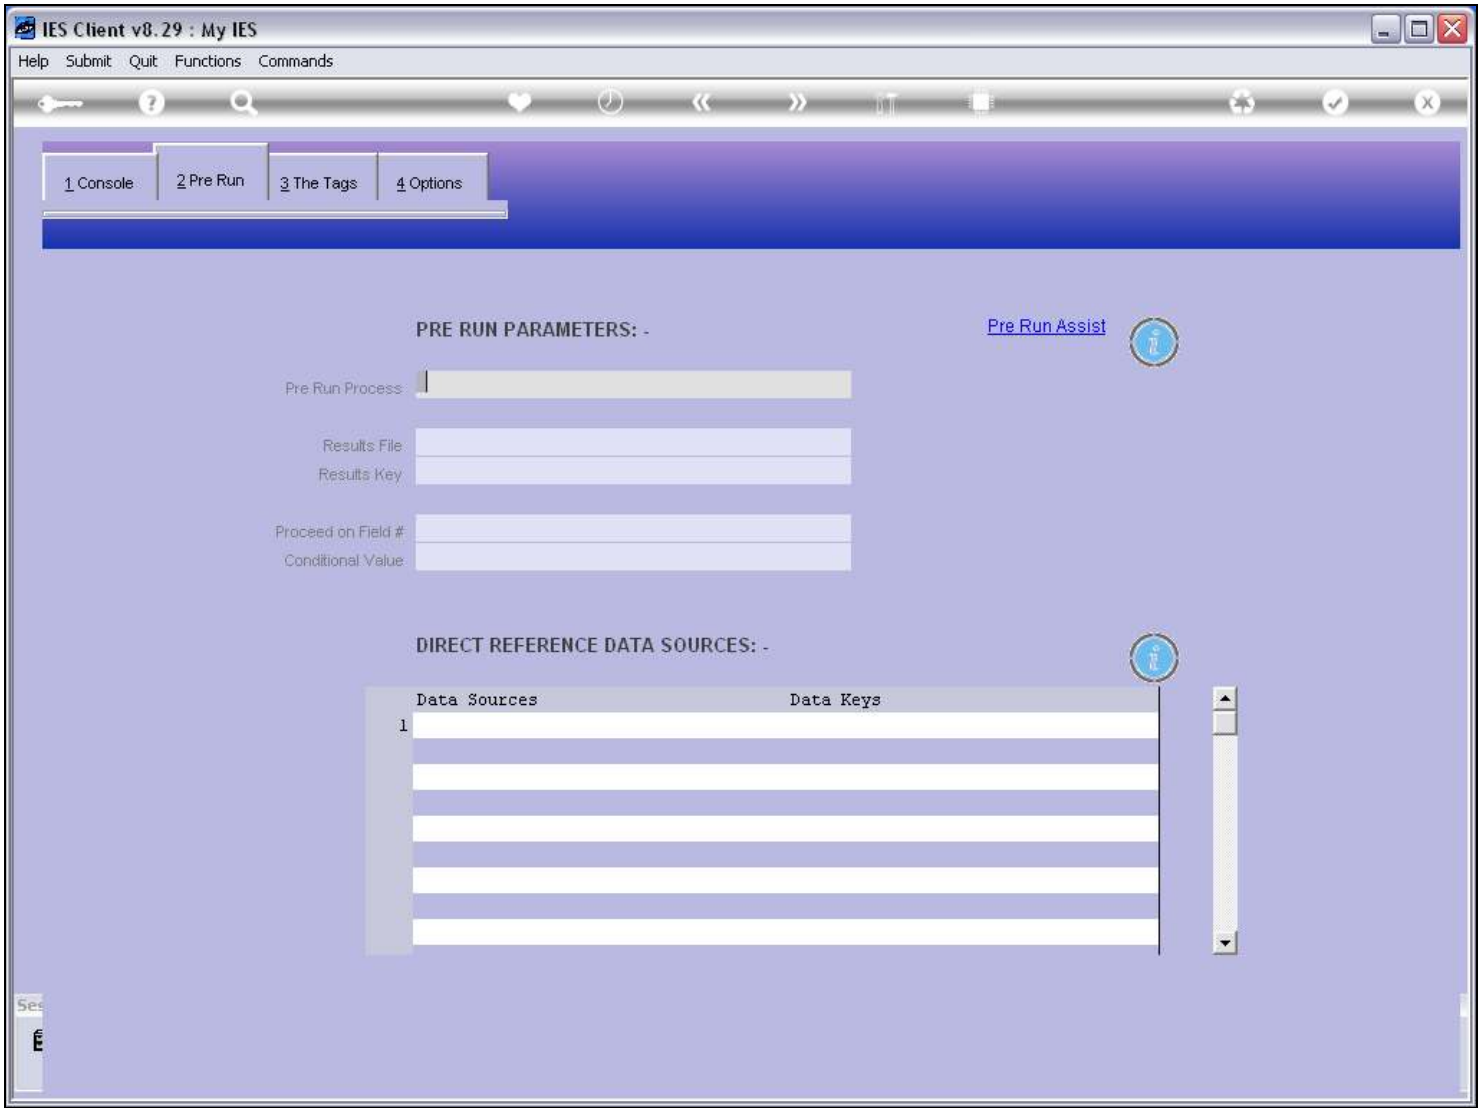 IES Client v8.29 : My IES
Help Submit Quit Functions Commands
1 Console 2 Pre Run 3 The Tags 4 Options
PRE RUN PARAMETERS: -
Pre Run Assist
Pre Run Process
Results File
Results Key
Proceed on Field #
Conditional Value
DIRECT REFERENCE DATA SOURCES: -
Data Sources Data Keys
1
Ses